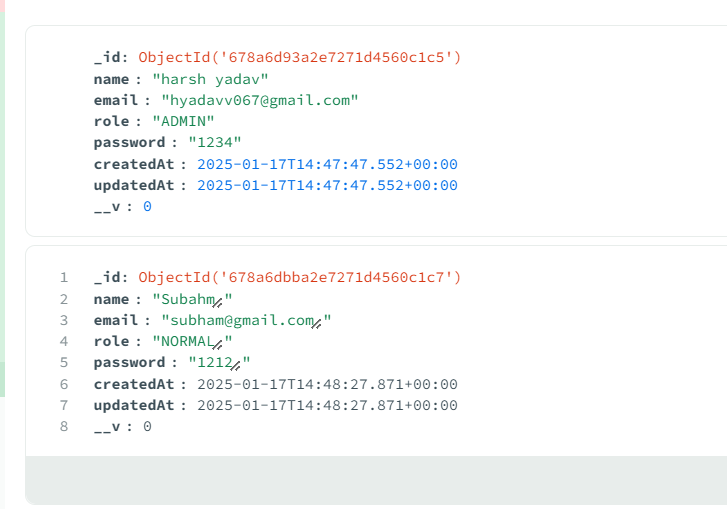 _id: ObjectId('678a6d93a2e7271d4560c1c5')
name : "harsh yadav"
email : "hyadavv067@gmail.com"
role : "ADMIN"
password : "1234"
createdAt : 2025-01-17T14:47:47.552+00:00
updatedAt : 2025-01-17T14:47:47.552+00:00
__v : 0
1 _id: ObjectId('678a6dbba2e7271d4560c1c7')
2 name : "Subahm"
3 email : "subham@gmail.com"
4 role : "NORMAL"
5 password : "1212"
6 createdAt : 2025-01-17T14:48:27.871+00:00
7 updatedAt : 2025-01-17T14:48:27.871+00:00
8 __v : 0